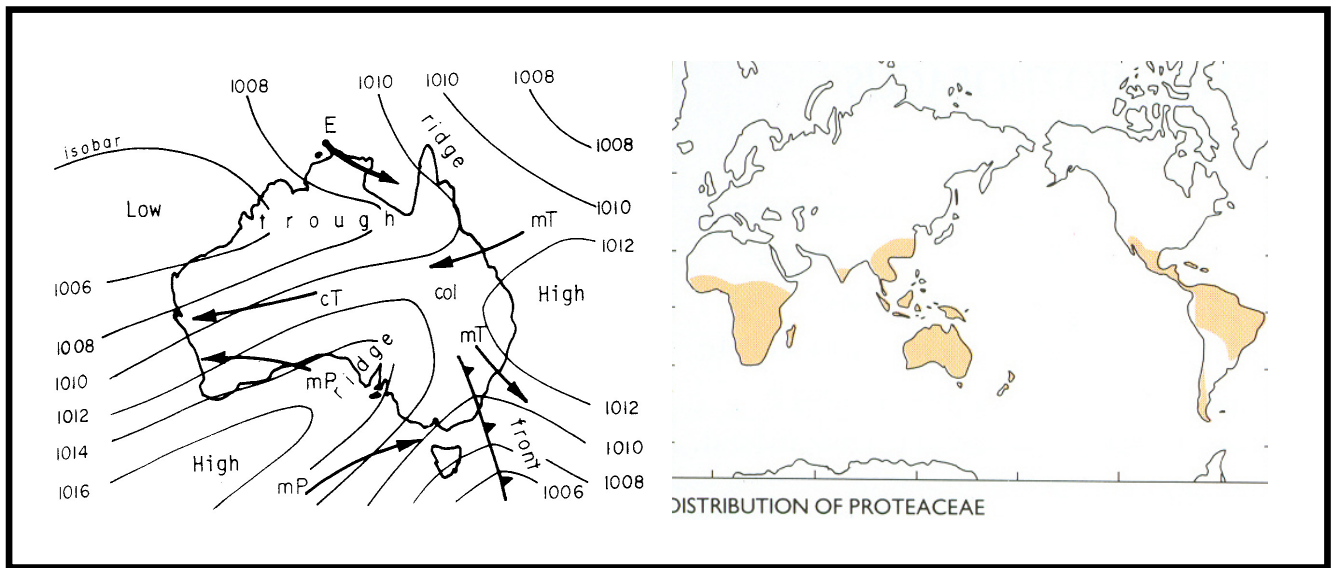 1008
1010
1010
1008
E
ridge
isobar
1008
Low
trough
mT
1010
1012
1006
cT
col
High
1008
mT
1010
mP
ridge
1012
1012
front
1014
1010
High
1016
mP
1006
1008
DISTRIBUTION OF PROTEACEAE